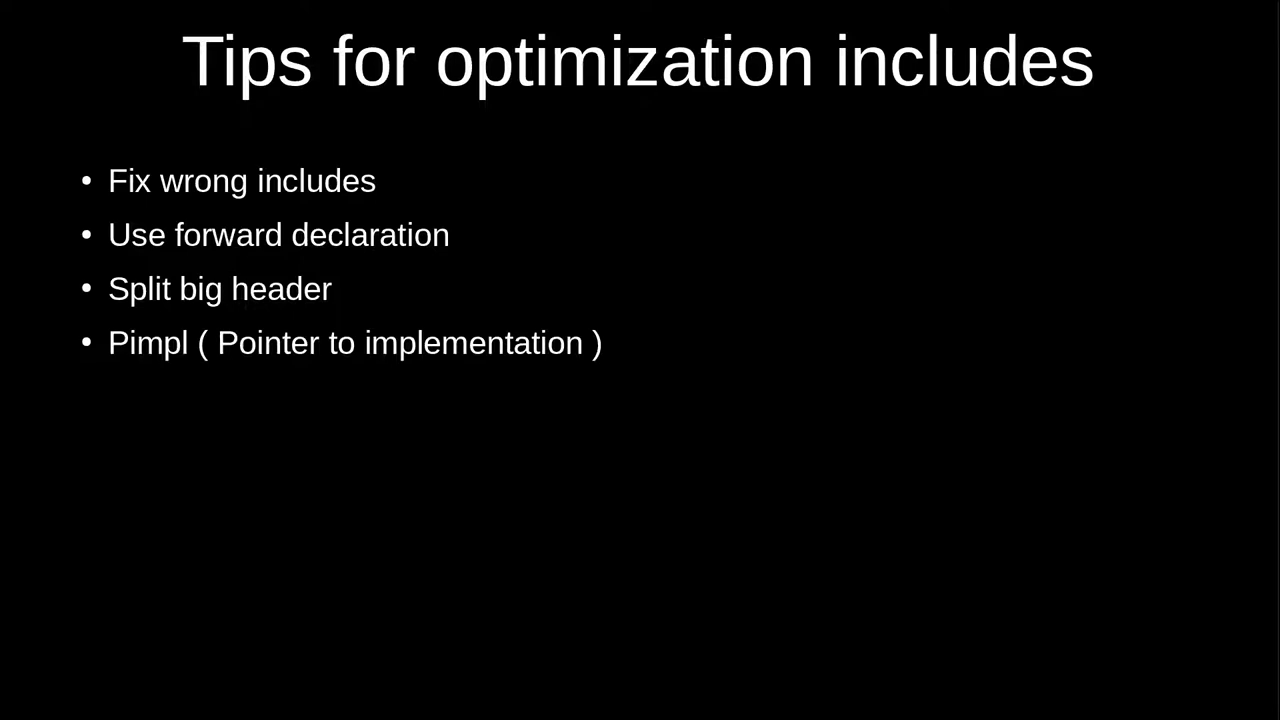 Tips for optimization includes
• Fix wrong includes
• Use forward declaration
• Split big header
• Pimpl ( Pointer to implementation )